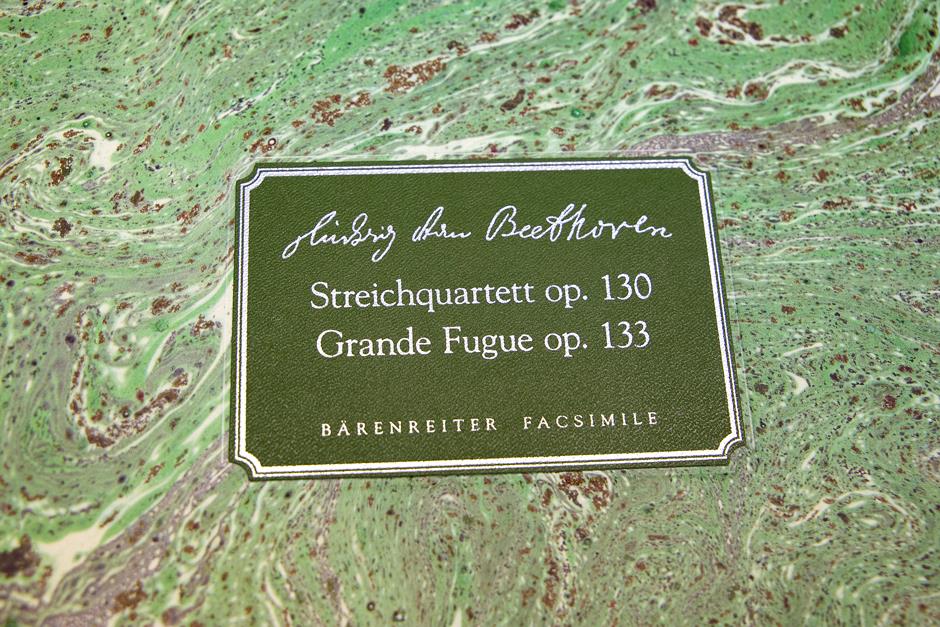 Ludwig van Beethoven
Streichquartett op. 130
Grande Fugue op. 133
BÄRENREITER FACSIMILE